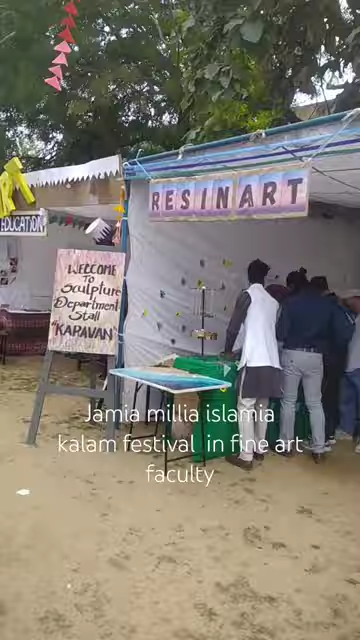 RESINART
EDUCATION
WELCOME
To
Sculpture
Department
Stall
"KARAVAN"
Jamia millia islamia
kalam festival in fine art
faculty